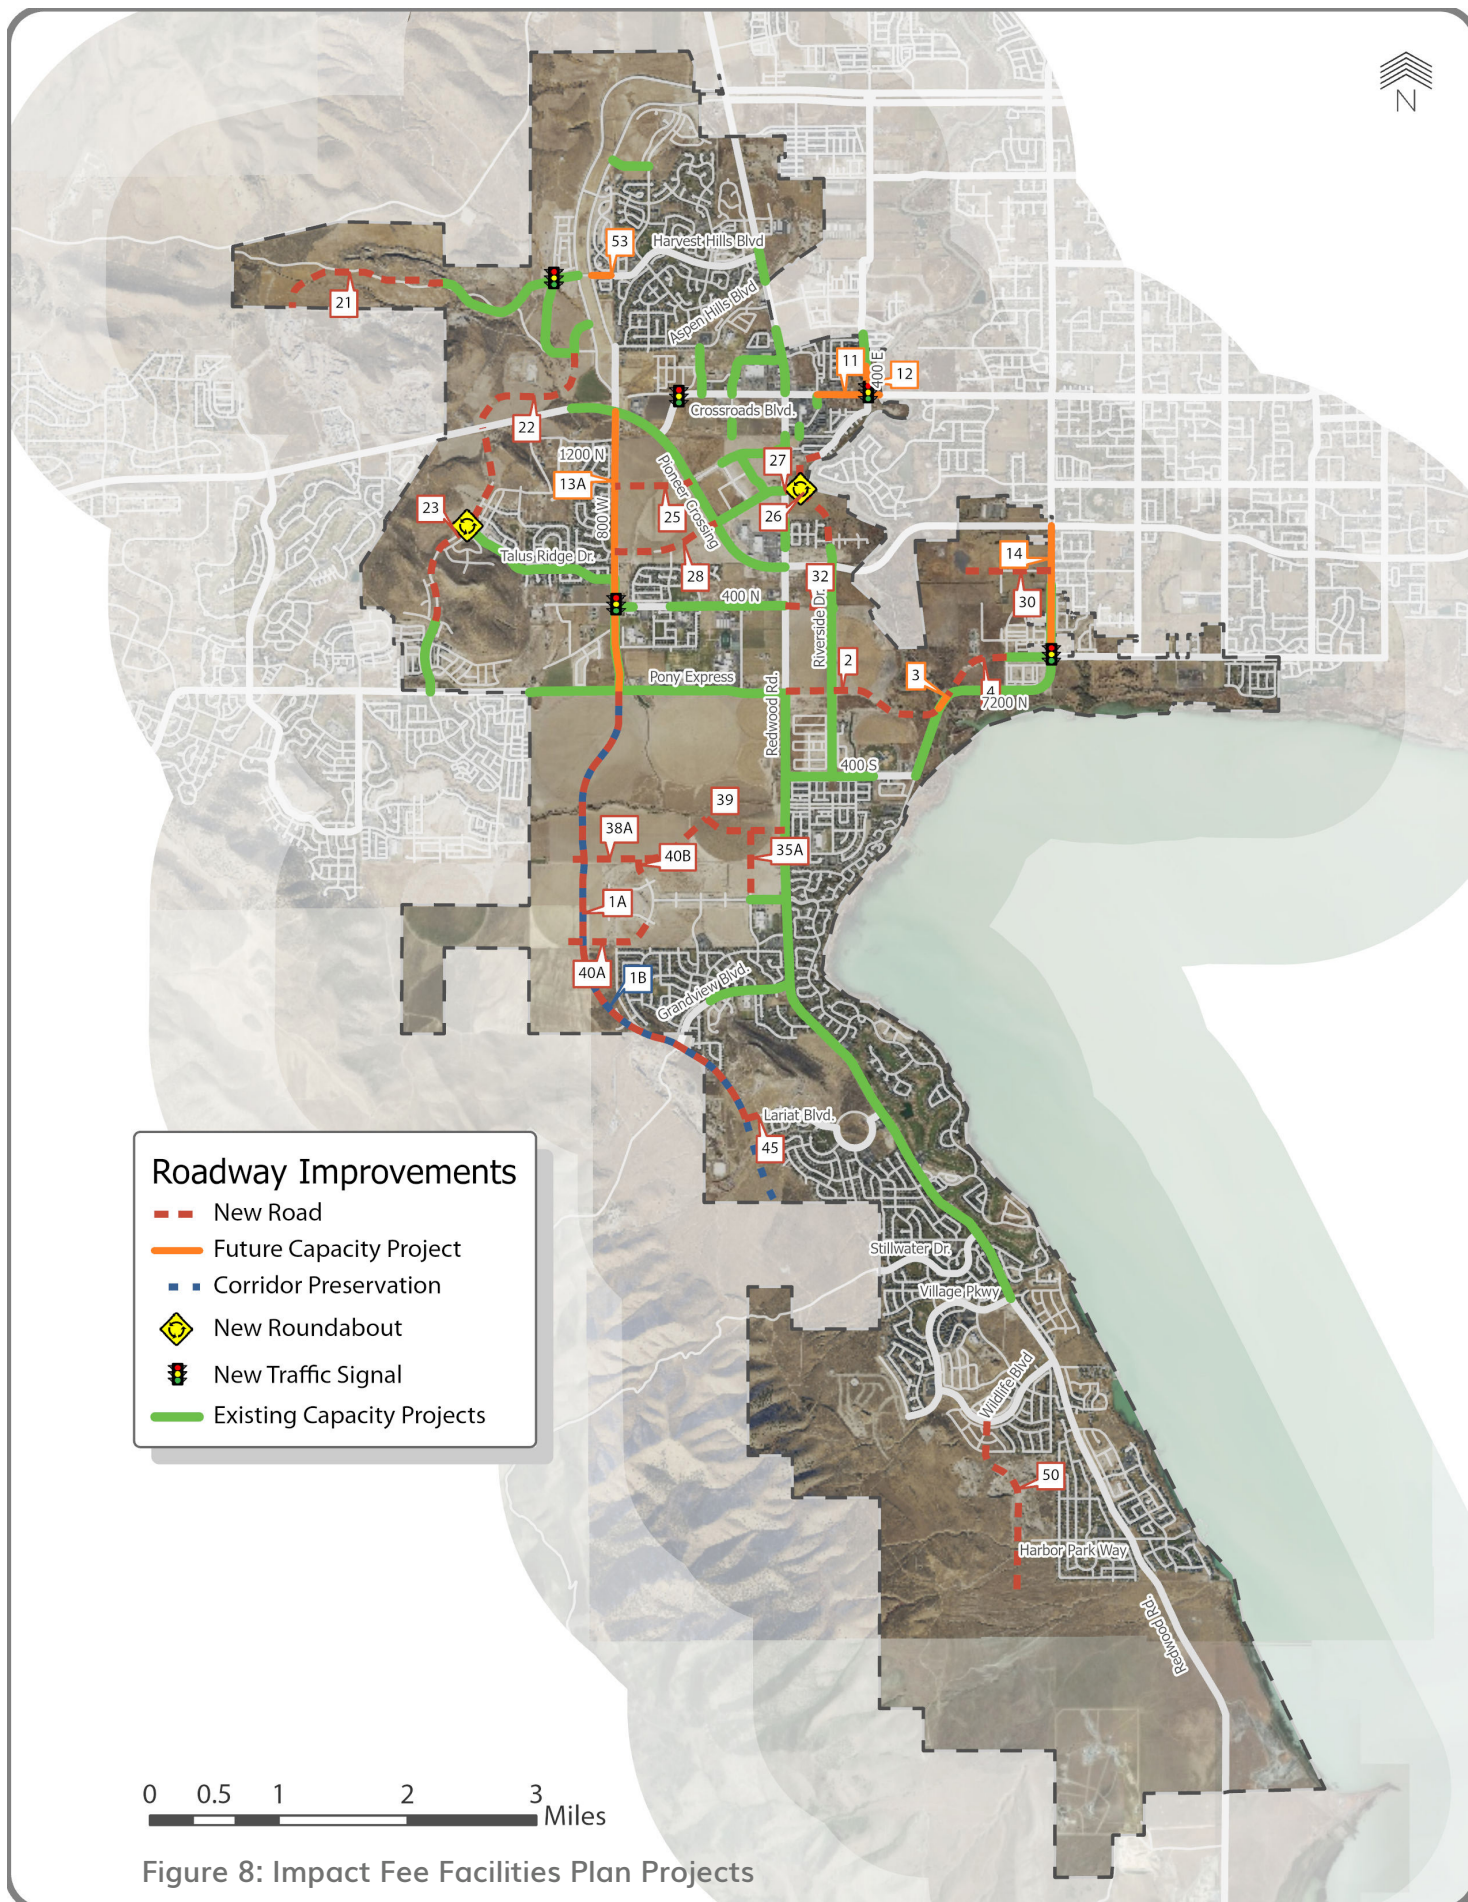 N
53
Harvest Hills Blvd
21
Aspen Hills Blvd
11
400 E
12
Crossroads Blvd.
22
1200 N
Pioneer Crossing
27
13A
23
800 W
25
26
Talus Ridge Dr.
14
28
32
400 N
30
Riverside Dr.
2
3
Pony Express
4
7200 N
Redwood Rd.
400 S
39
38A
40B
35A
1A
40A
1B
Grandview Blvd.
Lariat Blvd.
45
Roadway Improvements
New Road
Future Capacity Project
Corridor Preservation
New Roundabout
New Traffic Signal
Existing Capacity Projects
Stillwater Dr.
Village Pkwy
Wildlife Blvd
50
Harbor Park Way
Redwood Rd.
0 0.5 1 2 3
Miles
Figure 8: Impact Fee Facilities Plan Projects